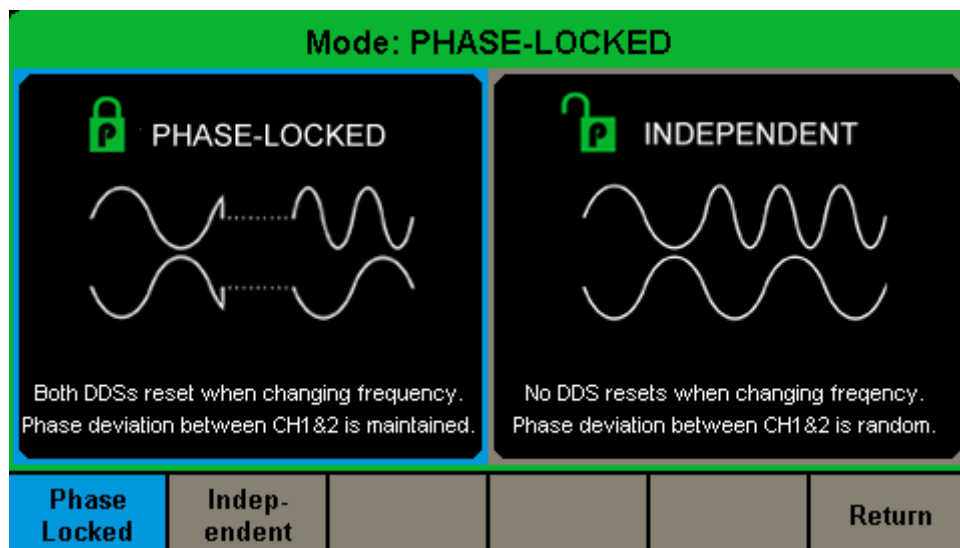 Mode: PHASE-LOCKED
P PHASE-LOCKED
Both DDSs reset when changing frequency.
Phase deviation between CH1&2 is maintained.
P INDEPENDENT
No DDS resets when changing freqency.
Phase deviation between CH1&2 is random.
Phase
Locked
Indep-
endent
Return